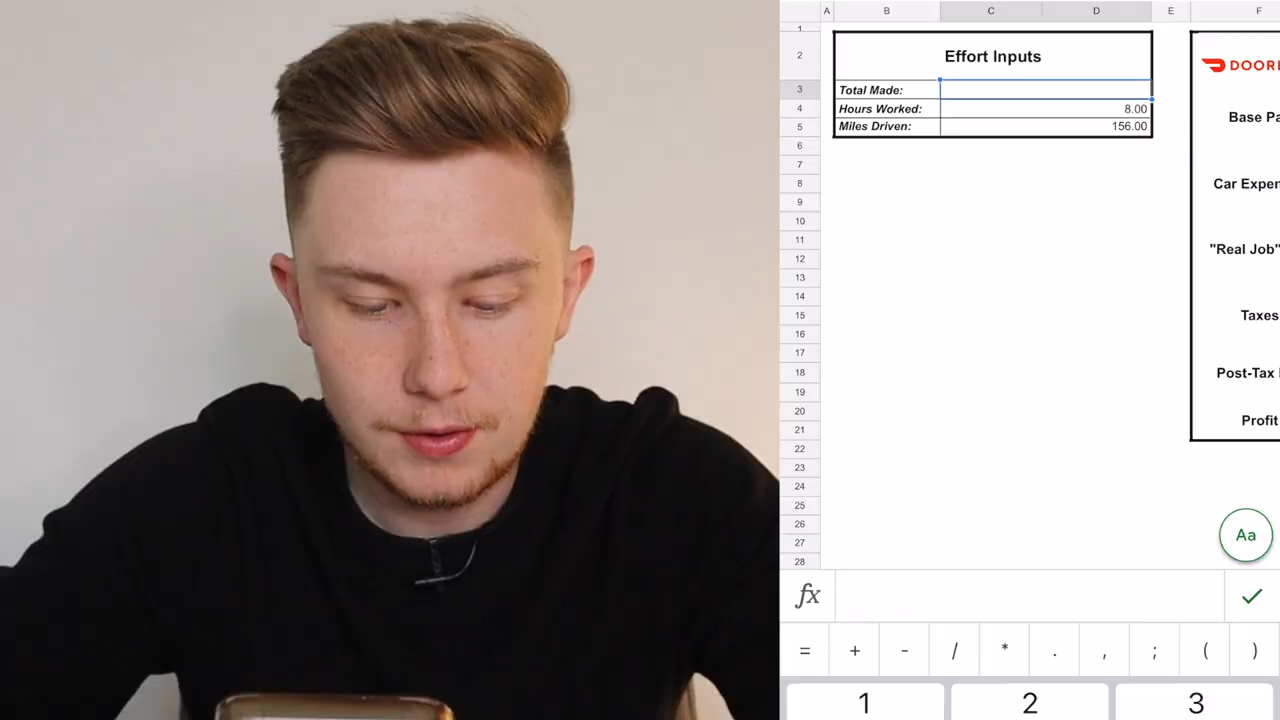 A B C D E F
1
2 Effort Inputs
3 Total Made:
4 Hours Worked: 8.00
5 Miles Driven: 156.00
6
7
8
9
10
11
12
13
14
15
16
17
18
19
20
21
22
23
24
25
26
27
28
DOOR
Base Pa
Car Expen
"Real Job"
Taxes
Post-Tax
Profit
Aa
fx
= + - / * . , ; ( )
1 2 3